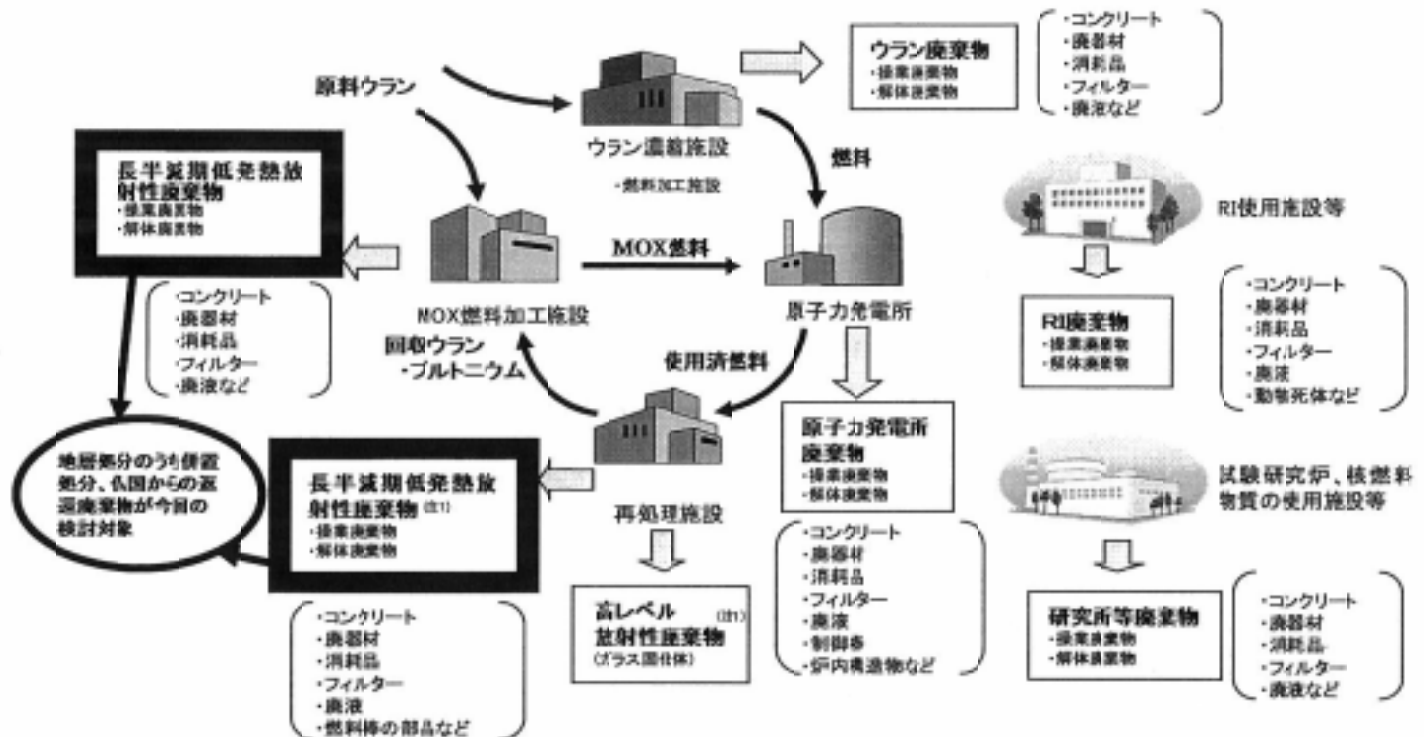 原料ウラン
ウラン濃縮施設
・燃料加工施設
ウラン廃棄物
・操業廃棄物
・解体廃棄物
・コンクリート
・廃器材
・消耗品
・フィルター
・廃液など
燃料
長半減期低発熱放
射性廃棄物
・操業廃棄物
・解体廃棄物
・コンクリート
・廃器材
・消耗品
・フィルター
・廃液など
MOX燃料加工施設
MOX燃料
原子力発電所
回収ウラン
・プルトニウム
使用済燃料
再処理施設
原子力発電所
廃棄物
・操業廃棄物
・解体廃棄物
・コンクリート
・廃器材
・消耗品
・フィルター
・廃液
・制御棒
・炉内構造物など
高レベル (注1)
放射性廃棄物
(ガラス固化体)
長半減期低発熱放
射性廃棄物 (注1)
・操業廃棄物
・解体廃棄物
・コンクリート
・廃器材
・消耗品
・フィルター
・廃液
・燃料棒の部品など
地層処分のうち併置
処分、仏国からの返
還廃棄物が今回の
検討対象
RI使用施設等
RI廃棄物
・操業廃棄物
・解体廃棄物
・コンクリート
・廃器材
・消耗品
・フィルター
・廃液
・動物死体など
試験研究炉、核燃料
物質の使用施設等
研究所等廃棄物
・操業廃棄物
・解体廃棄物
・コンクリート
・廃器材
・消耗品
・フィルター
・廃液など